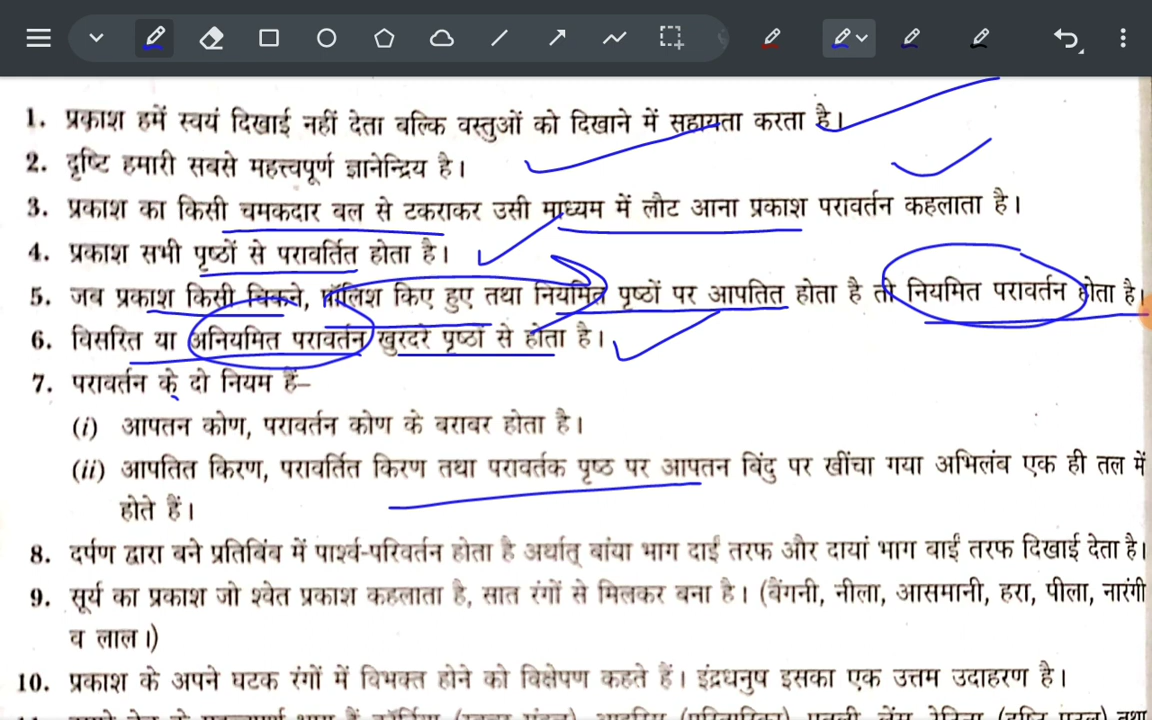 1. प्रकाश हमें स्वयं दिखाई नहीं देता बल्कि वस्तुओं को दिखाने में सहायता करता है।
2. दृष्टि हमारी सबसे महत्त्वपूर्ण ज्ञानेन्द्रिय है।
3. प्रकाश का किसी चमकदार वल से टकराकर उसी माध्यम में लौट आना प्रकाश परावर्तन कहलाता है।
4. प्रकाश सभी पृष्ठों से परावर्तित होता है।
5. जब प्रकाश किसी चिकने, पॉलिश किए हुए तथा नियमित पृष्ठों पर आपतित होता है तो नियमित परावर्तन होता है।
6. विसरित या अनियमित परावर्तन खुरदरे पृष्ठों से होता है।
7. परावर्तन के दो नियम हैं–
(i) आपतन कोण, परावर्तन कोण के बराबर होता है।
(ii) आपतित किरण, परावर्तित किरण तथा परावर्तक पृष्ठ पर आपतन बिंदु पर खींचा गया अभिलंब एक ही तल में
होते हैं।
8. दर्पण द्वारा बने प्रतिबिंब में पार्श्व-परिवर्तन होता है अर्थात् बांया भाग दाईं तरफ और दायां भाग बाईं तरफ दिखाई देता है।
9. सूर्य का प्रकाश जो श्वेत प्रकाश कहलाता है, सात रंगों से मिलकर बना है। (बैंगनी, नीला, आसमानी, हरा, पीला, नारंगी
व लाल।)
10. प्रकाश के अपने घटक रंगों में विभक्त होने को विक्षेपण कहते हैं। इंद्रधनुष इसका एक उत्तम उदाहरण है।